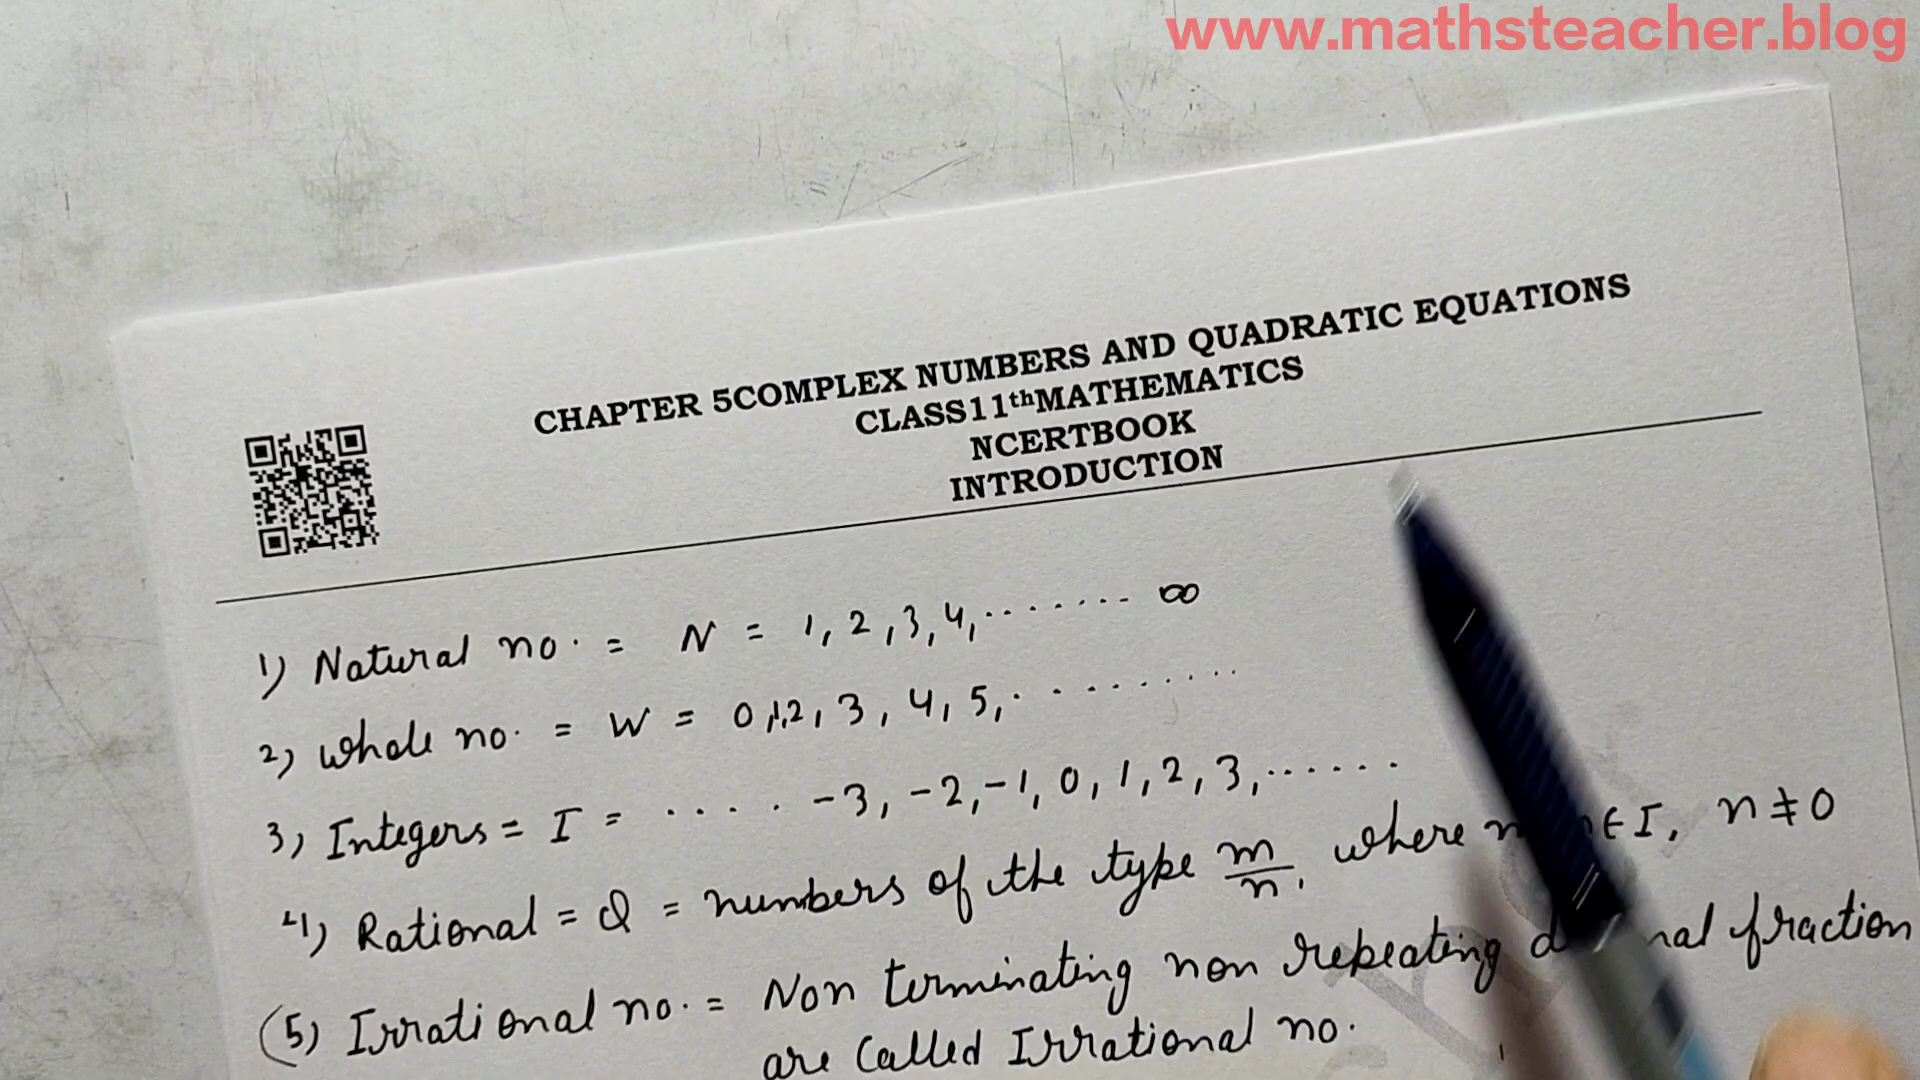 www.mathsteacher.blog
CHAPTER 5COMPLEX NUMBERS AND QUADRATIC EQUATIONS
CLASS11thMATHEMATICS
NCERTBOOK
INTRODUCTION
1) Natural no. = N = 1, 2, 3, 4, ....... ∞
2) Whole no. = W = 0,1,2, 3, 4, 5, .........
3) Integers = I = .... -3, -2, -1, 0, 1, 2, 3, ......
4) Rational = Q = numbers of the type m/n, where ∈ I, n ≠ 0
(5) Irrational no. = Non terminating non repeating fraction
are called Irrational no.